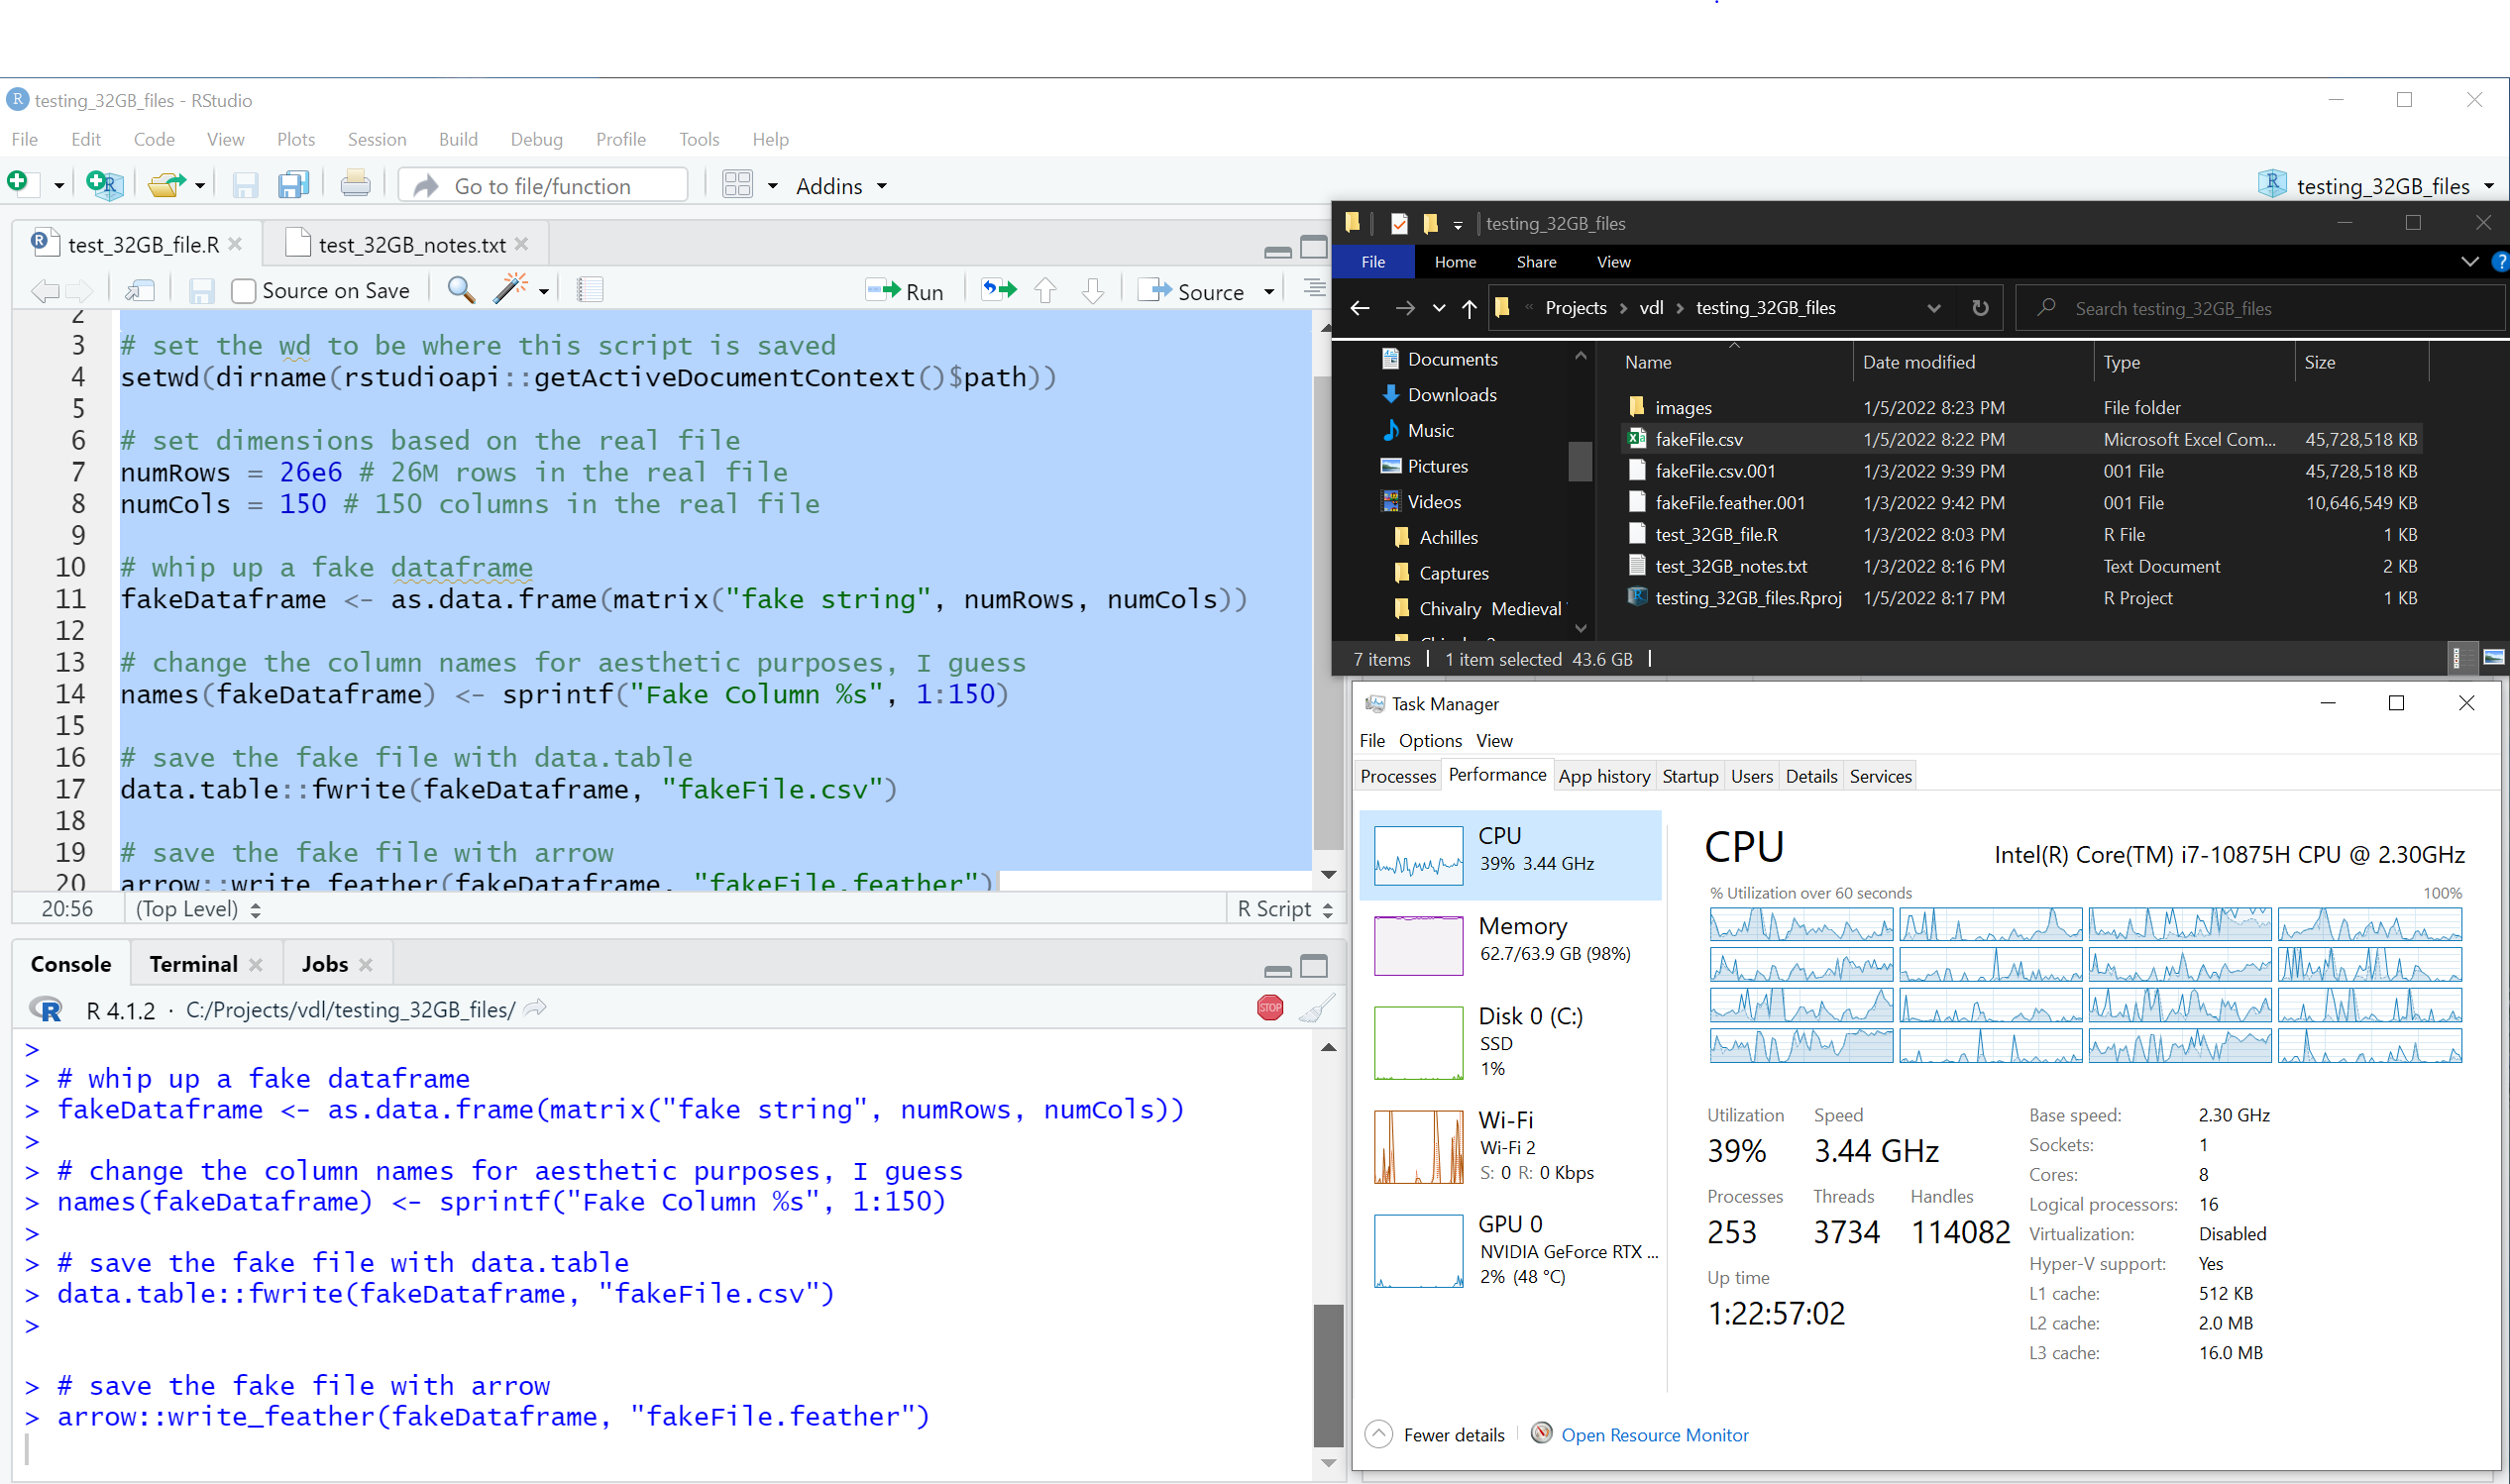 testing_32GB_files - RStudio
File Edit Code View Plots Session Build Debug Profile Tools Help
Go to file/function Addins testing_32GB_files
test_32GB_file.R test_32GB_notes.txt
Source on Save Run Source
2
3 # set the wd to be where this script is saved
4 setwd(dirname(rstudioapi::getActiveDocumentContext()$path))
5
6 # set dimensions based on the real file
7 numRows = 26e6 # 26M rows in the real file
8 numCols = 150 # 150 columns in the real file
9
10 # whip up a fake dataframe
11 fakeDataframe <- as.data.frame(matrix("fake string", numRows, numCols))
12
13 # change the column names for aesthetic purposes, I guess
14 names(fakeDataframe) <- sprintf("Fake Column %s", 1:150)
15
16 # save the fake file with data.table
17 data.table::fwrite(fakeDataframe, "fakeFile.csv")
18
19 # save the fake file with arrow
20 arrow::write_feather(fakeDataframe, "fakeFile.feather")
20:56 (Top Level) R Script
Console Terminal Jobs
R 4.1.2 · C:/Projects/vdl/testing_32GB_files/
STOP
>
> # whip up a fake dataframe
> fakeDataframe <- as.data.frame(matrix("fake string", numRows, numCols))
>
> # change the column names for aesthetic purposes, I guess
> names(fakeDataframe) <- sprintf("Fake Column %s", 1:150)
>
> # save the fake file with data.table
> data.table::fwrite(fakeDataframe, "fakeFile.csv")
>
> # save the fake file with arrow
> arrow::write_feather(fakeDataframe, "fakeFile.feather")
testing_32GB_files
File Home Share View
« Projects > vdl > testing_32GB_files Search testing_32GB_files
Documents
Downloads
Music
Pictures
Videos
Achilles
Captures
Chivalry Medieval
Name Date modified Type Size
images 1/5/2022 8:23 PM File folder
fakeFile.csv 1/5/2022 8:22 PM Microsoft Excel Com... 45,728,518 KB
fakeFile.csv.001 1/3/2022 9:39 PM 001 File 45,728,518 KB
fakeFile.feather.001 1/3/2022 9:42 PM 001 File 10,646,549 KB
test_32GB_file.R 1/3/2022 8:03 PM R File 1 KB
test_32GB_notes.txt 1/3/2022 8:16 PM Text Document 2 KB
testing_32GB_files.Rproj 1/5/2022 8:17 PM R Project 1 KB
7 items 1 item selected 43.6 GB
Task Manager
File Options View
Processes Performance App history Startup Users Details Services
CPU
39% 3.44 GHz
Memory
62.7/63.9 GB (98%)
Disk 0 (C:)
SSD
1%
Wi-Fi
Wi-Fi 2
S: 0 R: 0 Kbps
GPU 0
NVIDIA GeForce RTX ...
2% (48 °C)
CPU Intel(R) Core(TM) i7-10875H CPU @ 2.30GHz
% Utilization over 60 seconds 100%
Utilization Speed
39% 3.44 GHz
Processes Threads Handles
253 3734 114082
Up time
1:22:57:02
Base speed: 2.30 GHz
Sockets: 1
Cores: 8
Logical processors: 16
Virtualization: Disabled
Hyper-V support: Yes
L1 cache: 512 KB
L2 cache: 2.0 MB
L3 cache: 16.0 MB
Fewer details Open Resource Monitor